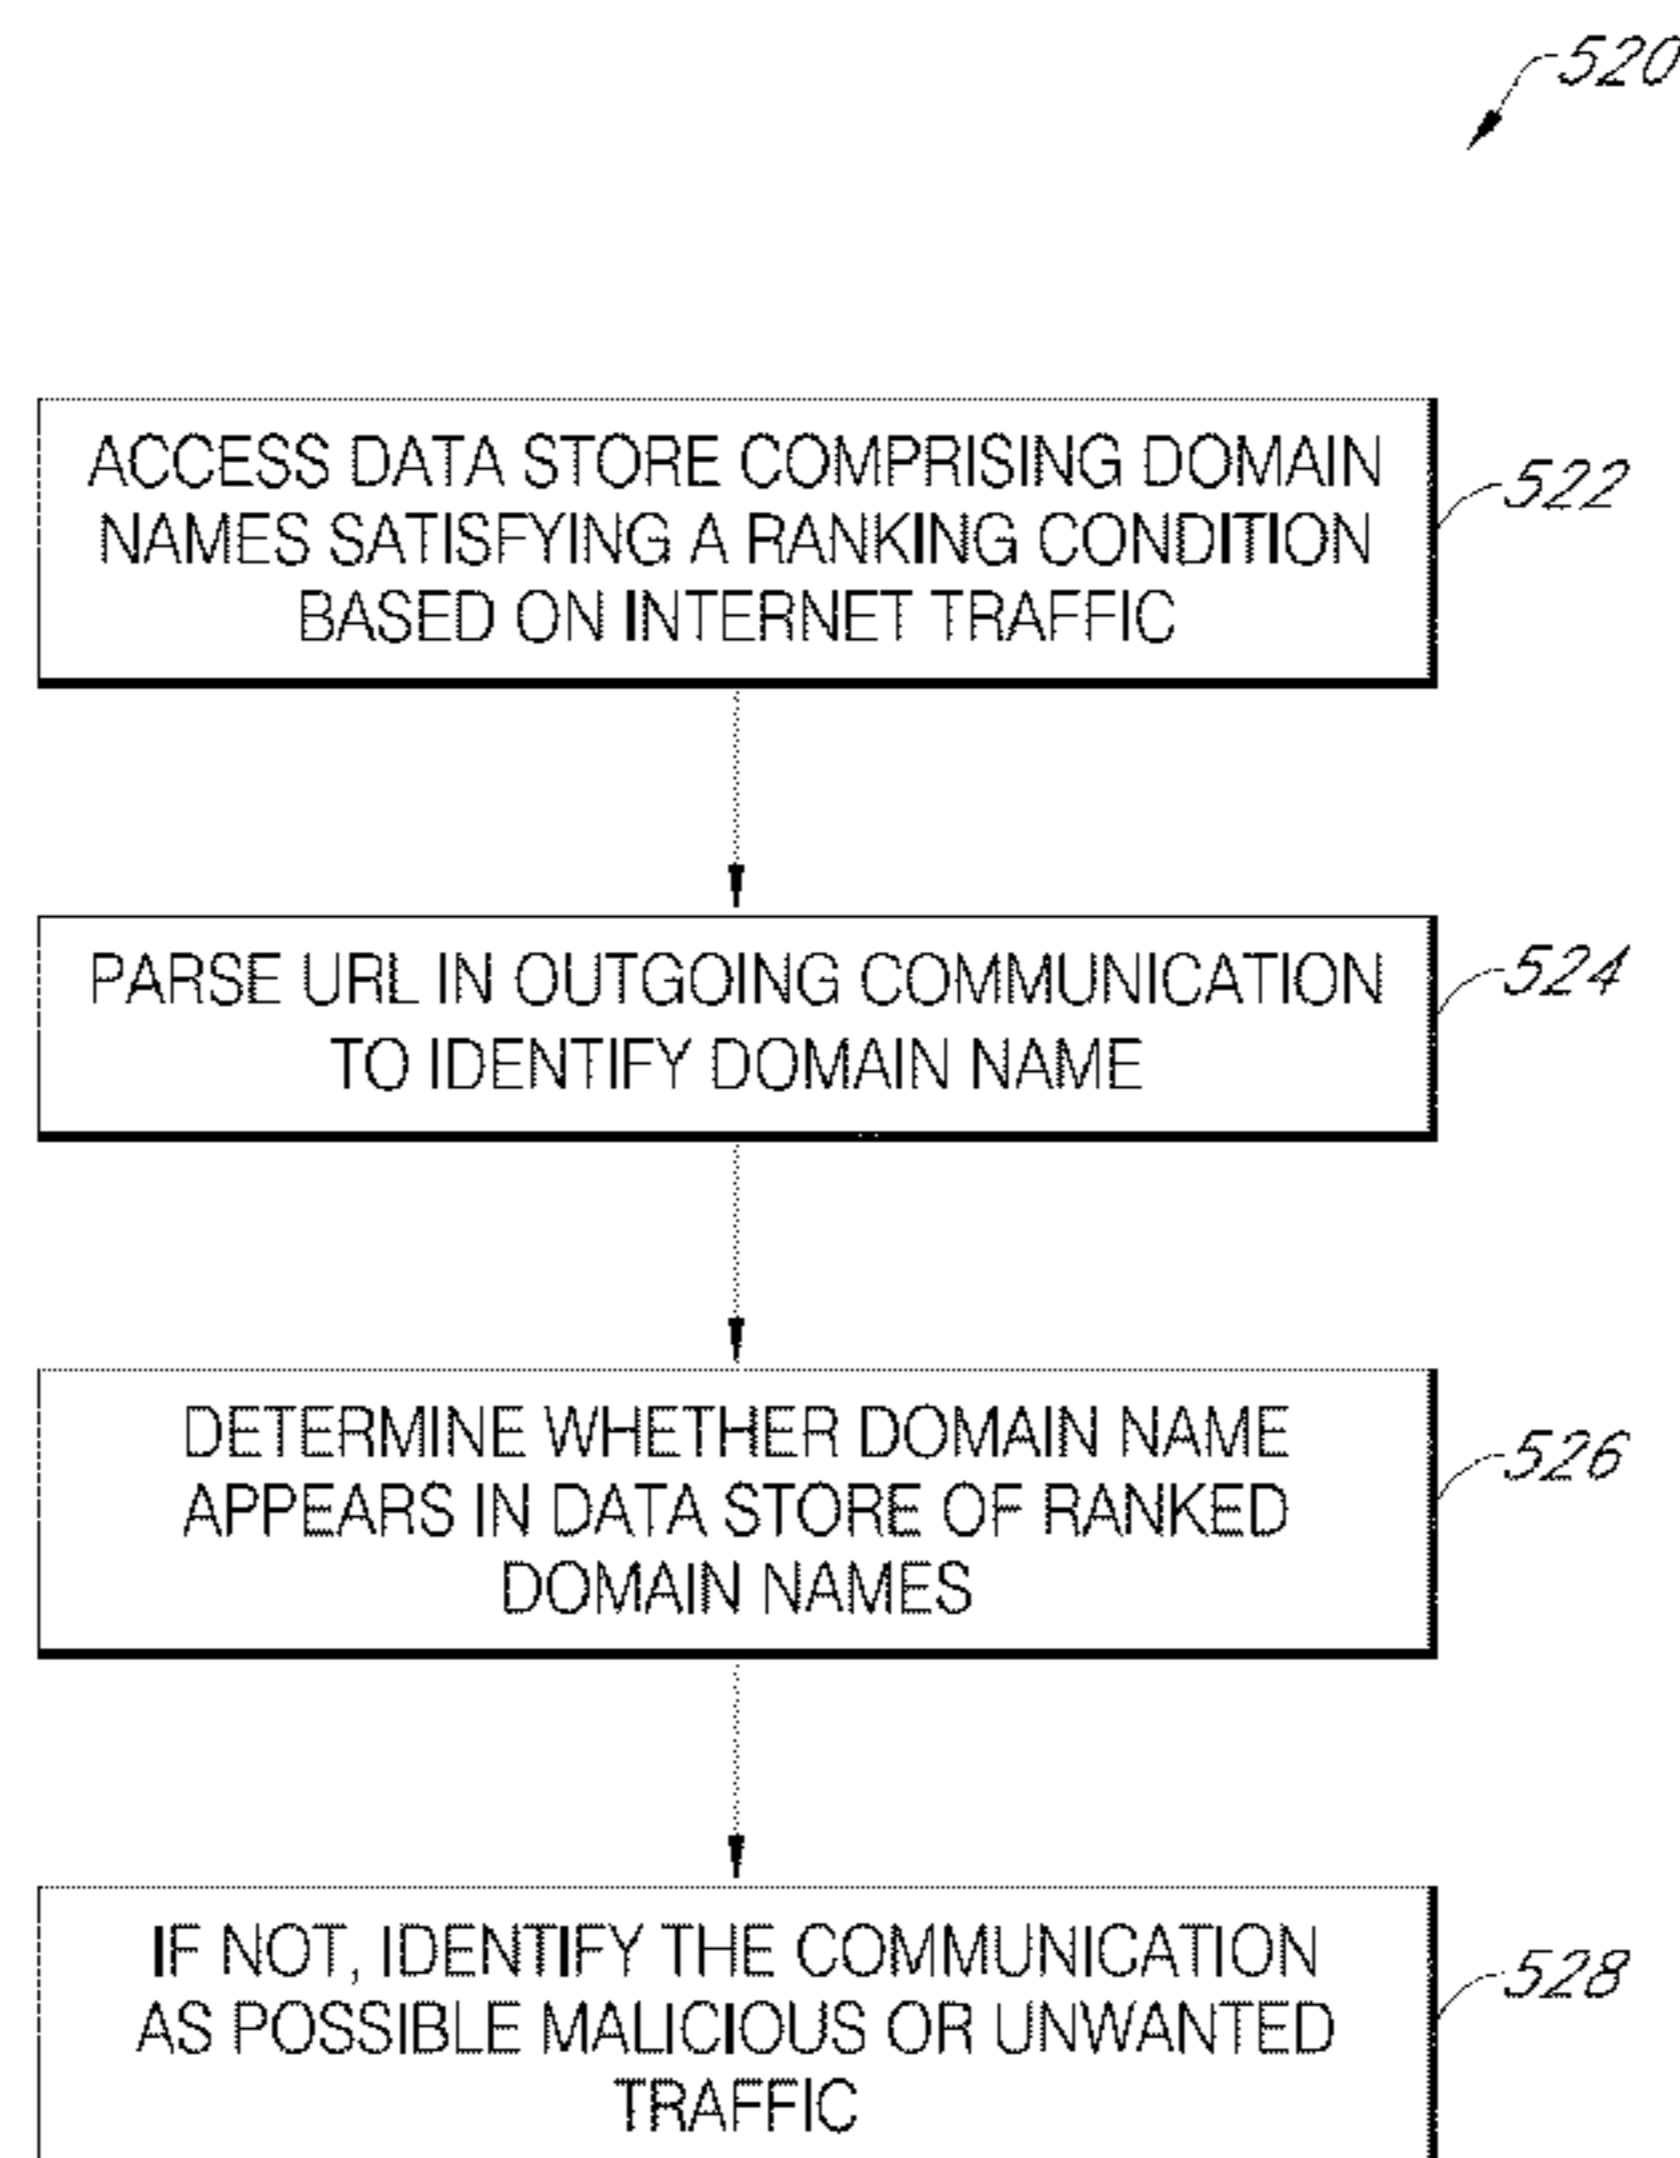 520
ACCESS DATA STORE COMPRISING DOMAIN
NAMES SATISFYING A RANKING CONDITION
BASED ON INTERNET TRAFFIC
522
PARSE URL IN OUTGOING COMMUNICATION
TO IDENTIFY DOMAIN NAME
524
DETERMINE WHETHER DOMAIN NAME
APPEARS IN DATA STORE OF RANKED
DOMAIN NAMES
526
IF NOT, IDENTIFY THE COMMUNICATION
AS POSSIBLE MALICIOUS OR UNWANTED
TRAFFIC
528